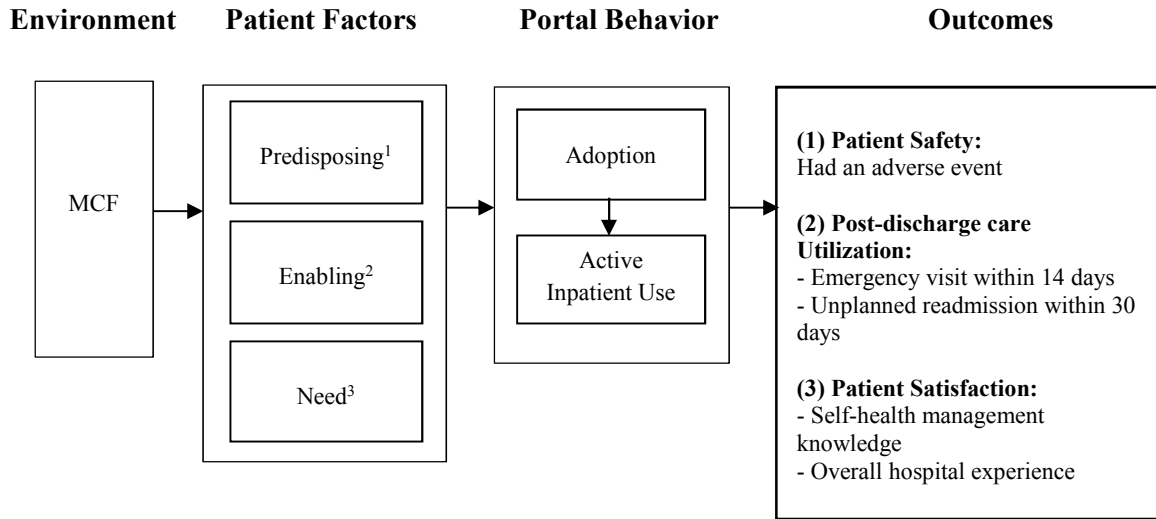 Environment
Patient Factors
Portal Behavior
Outcomes
MCF
Predisposing¹
Enabling²
Need³
Adoption
Active
Inpatient Use
(1) Patient Safety:
Had an adverse event
(2) Post-discharge care
Utilization:
- Emergency visit within 14 days
- Unplanned readmission within 30
days
(3) Patient Satisfaction:
- Self-health management
knowledge
- Overall hospital experience